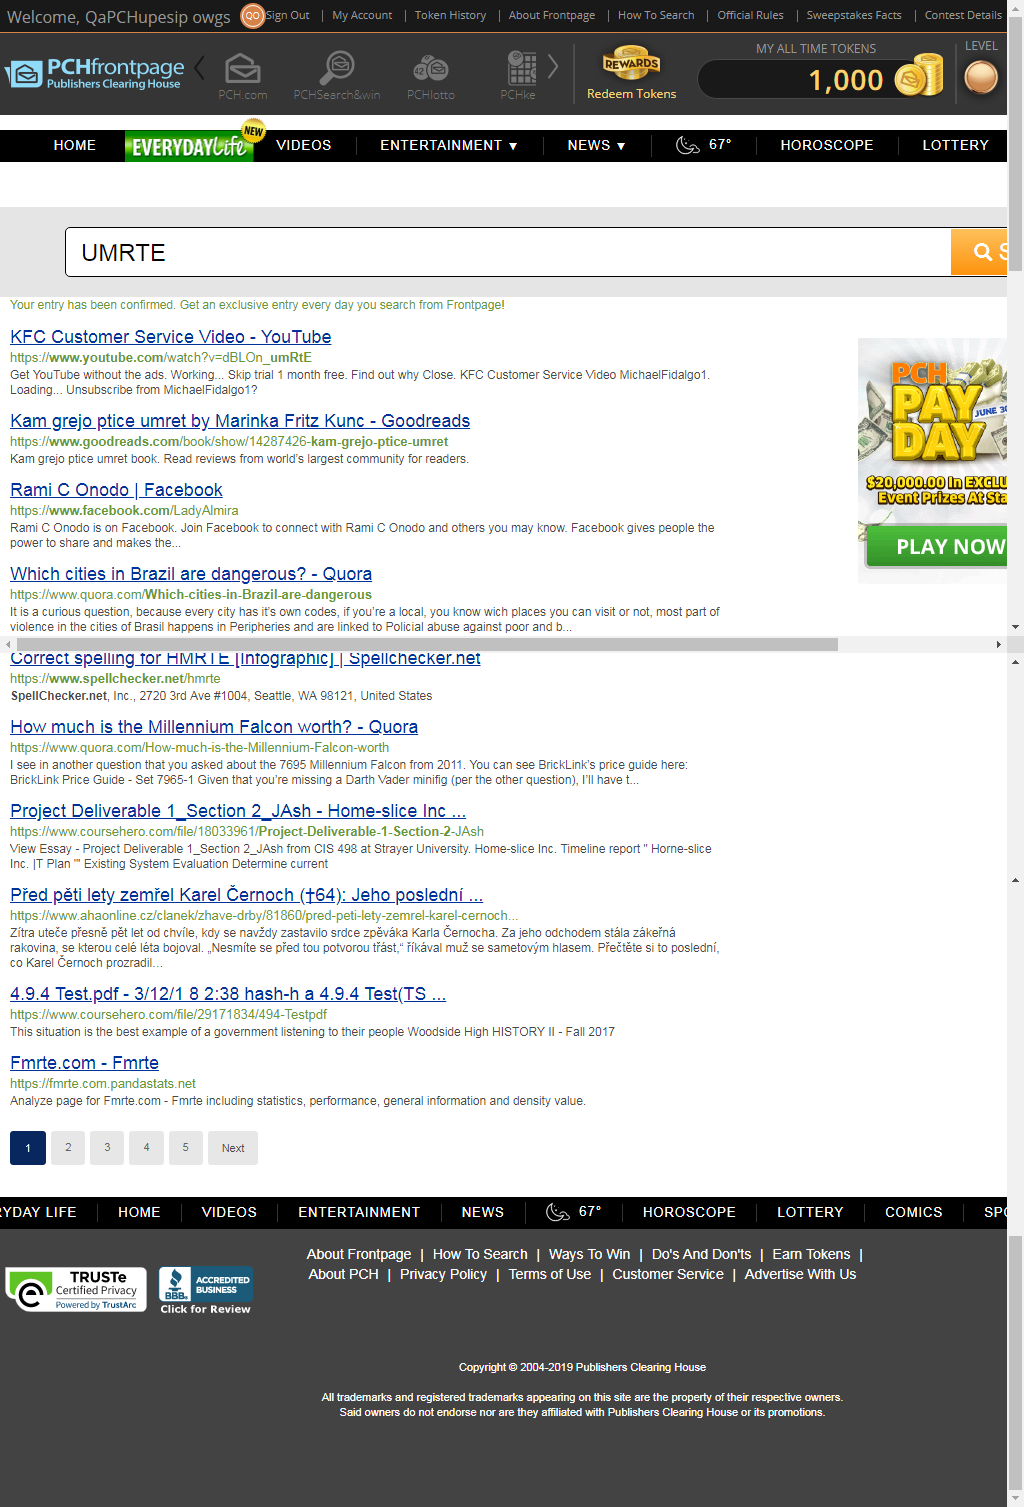 Welcome, QaPCHupesip owgs
QO
Sign Out | My Account | Token History | About Frontpage | How To Search | Official Rules | Sweepstakes Facts | Contest Details
PCHfrontpage
Publishers Clearing House
PCH.com
PCHSearch&win
42
PCHlotto
PCHke
REWARDS
Redeem Tokens
MY ALL TIME TOKENS
1,000
LEVEL
HOME
EVERYDAYLife
NEW
VIDEOS
ENTERTAINMENT ▼
NEWS ▼
67°
HOROSCOPE
LOTTERY
UMRTE
S
Your entry has been confirmed. Get an exclusive entry every day you search from Frontpage!
KFC Customer Service Video - YouTube
https://www.youtube.com/watch?v=dBLOn_umRtE
Get YouTube without the ads. Working... Skip trial 1 month free. Find out why Close. KFC Customer Service Video MichaelFidalgo1.
Loading... Unsubscribe from MichaelFidalgo1?
Kam grejo ptice umret by Marinka Fritz Kunc - Goodreads
https://www.goodreads.com/book/show/14287426-kam-grejo-ptice-umret
Kam grejo ptice umret book. Read reviews from world's largest community for readers.
Rami C Onodo | Facebook
https://www.facebook.com/LadyAlmira
Rami C Onodo is on Facebook. Join Facebook to connect with Rami C Onodo and others you may know. Facebook gives people the
power to share and makes the...
Which cities in Brazil are dangerous? - Quora
https://www.quora.com/Which-cities-in-Brazil-are-dangerous
It is a curious question, because every city has it's own codes, if you're a local, you know wich places you can visit or not, most part of
violence in the cities of Brasil happens in Peripheries and are linked to Policial abuse against poor and b...
PCH
PAY
DAY
JUNE 30
$20,000.00 In EXCLU
Event Prizes At Sta
PLAY NOW
Correct spelling for HMRTE [Infographic] | Spellchecker.net
https://www.spellchecker.net/hmrte
SpellChecker.net, Inc., 2720 3rd Ave #1004, Seattle, WA 98121, United States
How much is the Millennium Falcon worth? - Quora
https://www.quora.com/How-much-is-the-Millennium-Falcon-worth
I see in another question that you asked about the 7695 Millennium Falcon from 2011. You can see BrickLink's price guide here:
BrickLink Price Guide - Set 7965-1 Given that you're missing a Darth Vader minifig (per the other question), I'll have t...
Project Deliverable 1_Section 2_JAsh - Home-slice Inc ...
https://www.coursehero.com/file/18033961/Project-Deliverable-1-Section-2-JAsh
View Essay - Project Deliverable 1_Section 2_JAsh from CIS 498 at Strayer University. Home-slice Inc. Timeline report " Horne-slice
Inc. |T Plan '" Existing System Evaluation Determine current
Před pěti lety zemřel Karel Černoch (†64): Jeho poslední ...
https://www.ahaonline.cz/clanek/zhave-drby/81860/pred-peti-lety-zemrel-karel-cernoch...
Zítra uteče přesně pět let od chvíle, kdy se navždy zastavilo srdce zpěváka Karla Černocha. Za jeho odchodem stála zákeřná
rakovina, se kterou celé léta bojoval. „Nesmíte se před tou potvorou třást,“ říkával muž se sametovým hlasem. Přečtěte si to poslední,
co Karel Černoch prozradil...
4.9.4 Test.pdf - 3/12/1 8 2:38 hash-h a 4.9.4 Test(TS ...
https://www.coursehero.com/file/29171834/494-Testpdf
This situation is the best example of a government listening to their people Woodside High HISTORY II - Fall 2017
Fmrte.com - Fmrte
https://fmrte.com.pandastats.net
Analyze page for Fmrte.com - Fmrte including statistics, performance, general information and density value.
1 2 3 4 5 Next
RYDAY LIFE
HOME
VIDEOS
ENTERTAINMENT
NEWS
67°
HOROSCOPE
LOTTERY
COMICS
SPO
About Frontpage | How To Search | Ways To Win | Do's And Don'ts | Earn Tokens |
About PCH | Privacy Policy | Terms of Use | Customer Service | Advertise With Us
TRUSTe
Certified Privacy
Powered by TrustArc
BBB.
ACCREDITED
BUSINESS
Click for Review
Copyright © 2004-2019 Publishers Clearing House
All trademarks and registered trademarks appearing on this site are the property of their respective owners.
Said owners do not endorse nor are they affiliated with Publishers Clearing House or its promotions.